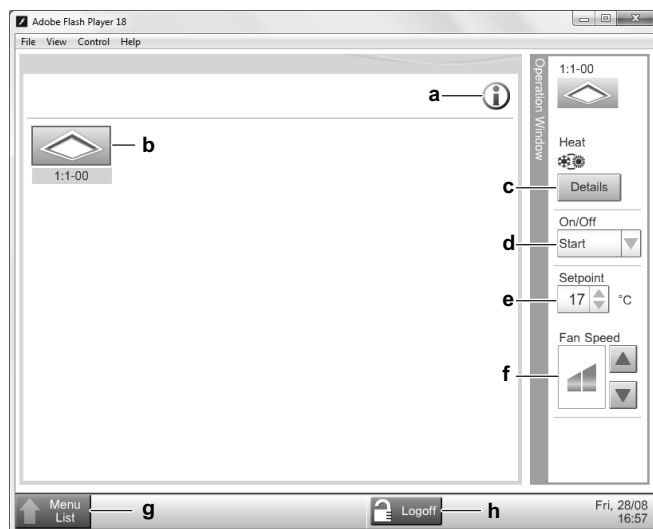 Adobe Flash Player 18
File View Control Help
a
b
1:1-00
Operation Window
1:1-00
Heat
c
Details
On/Off
d
Start
Setpoint
e
17 °C
Fan Speed
f
Menu
List
g
Logoff
h
Fri, 28/08
16:57